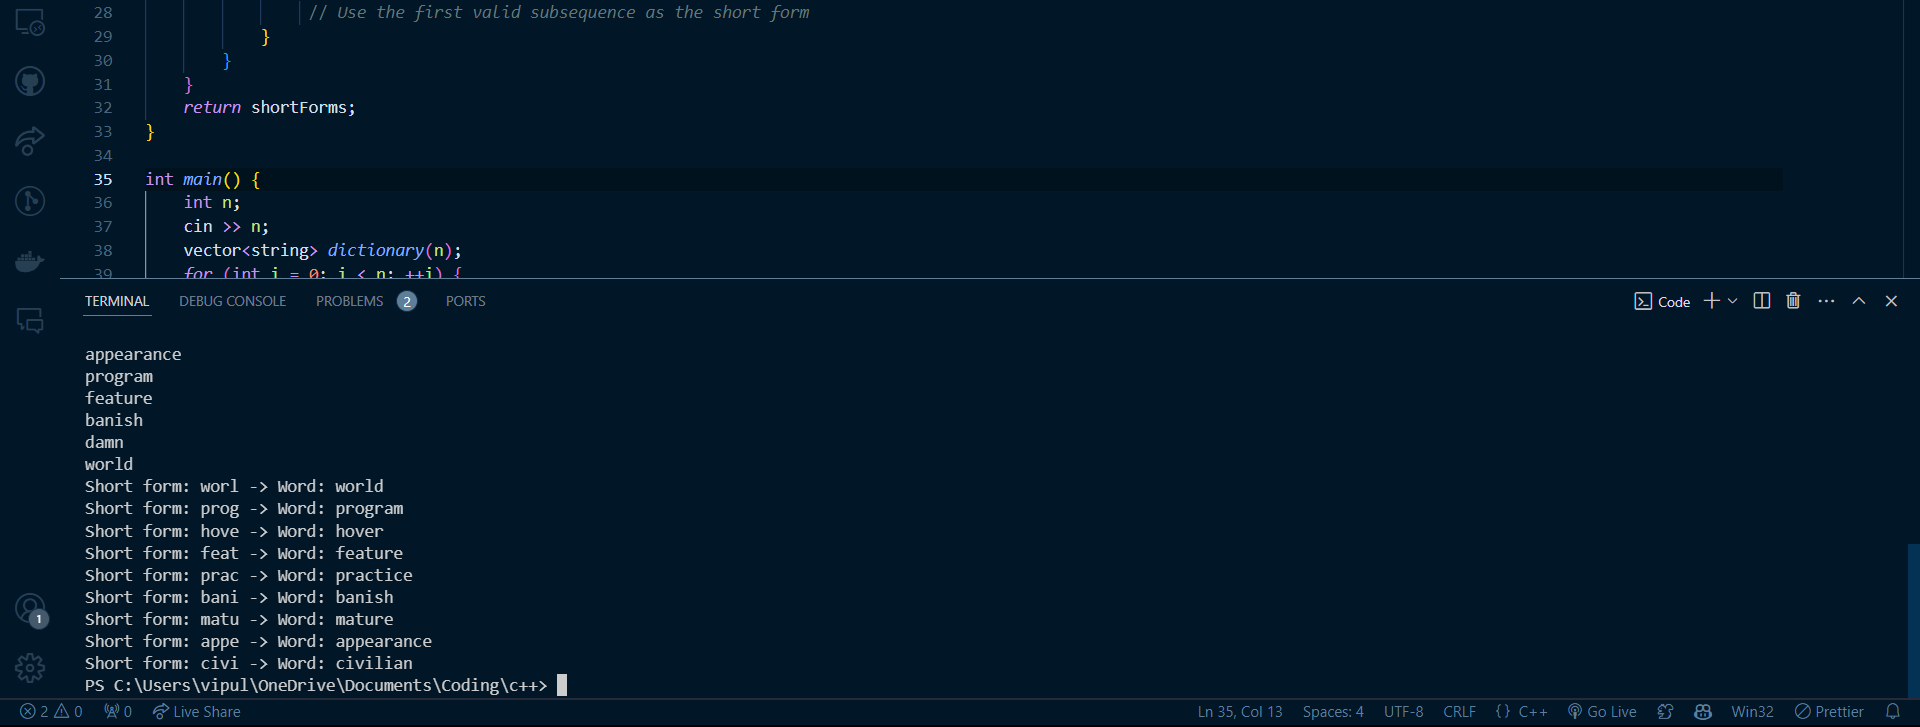 28 // Use the first valid subsequence as the short form
29 }
30 }
31 }
32 return shortForms;
33 }
34
35 int main() {
36 int n;
37 cin >> n;
38 vector<string> dictionary(n);
39 for (int i = 0; i < n; ++i) {
TERMINAL DEBUG CONSOLE PROBLEMS 2 PORTS Code
appearance
program
feature
banish
damn
world
Short form: worl -> Word: world
Short form: prog -> Word: program
Short form: hove -> Word: hover
Short form: feat -> Word: feature
Short form: prac -> Word: practice
Short form: bani -> Word: banish
Short form: matu -> Word: mature
Short form: appe -> Word: appearance
Short form: civi -> Word: civilian
PS C:\Users\vipul\OneDrive\Documents\Coding\c++>
1
2 0 0 Live Share Ln 35, Col 13 Spaces: 4 UTF-8 CRLF {} C++ Go Live Win32 Prettier